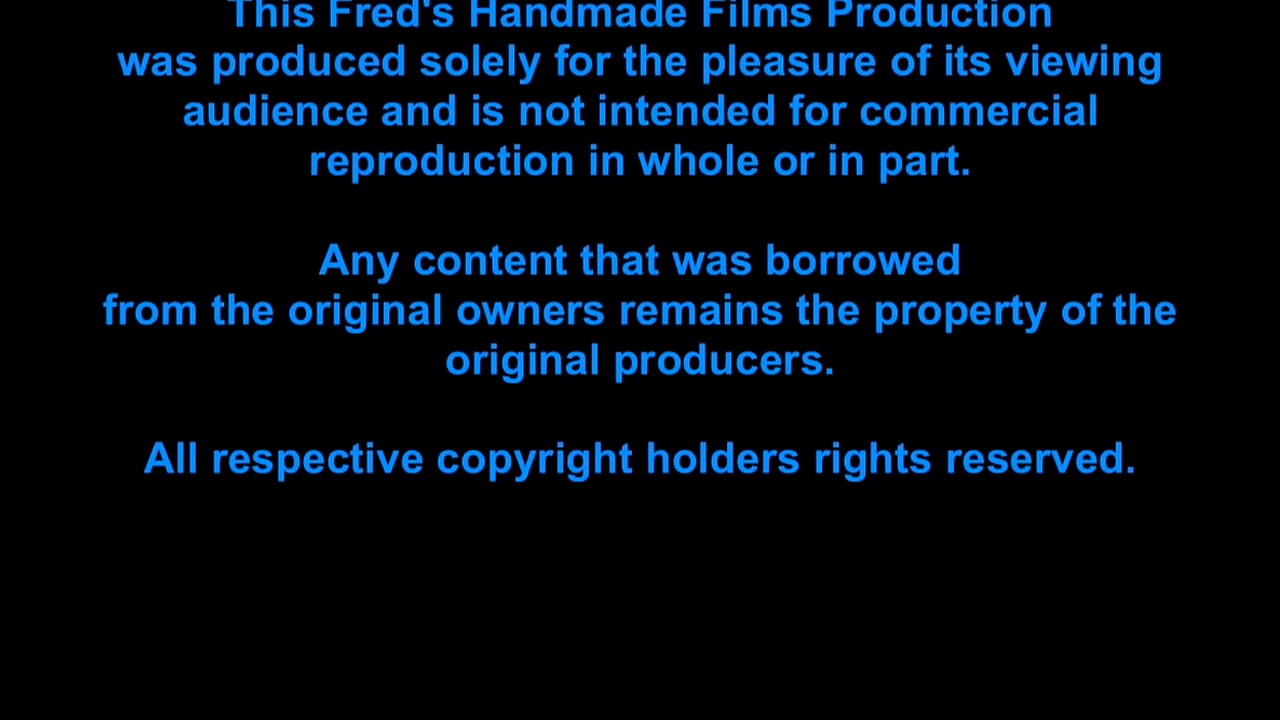 This Fred's Handmade Films Production
was produced solely for the pleasure of its viewing
audience and is not intended for commercial
reproduction in whole or in part.
Any content that was borrowed
from the original owners remains the property of the
original producers.
All respective copyright holders rights reserved.